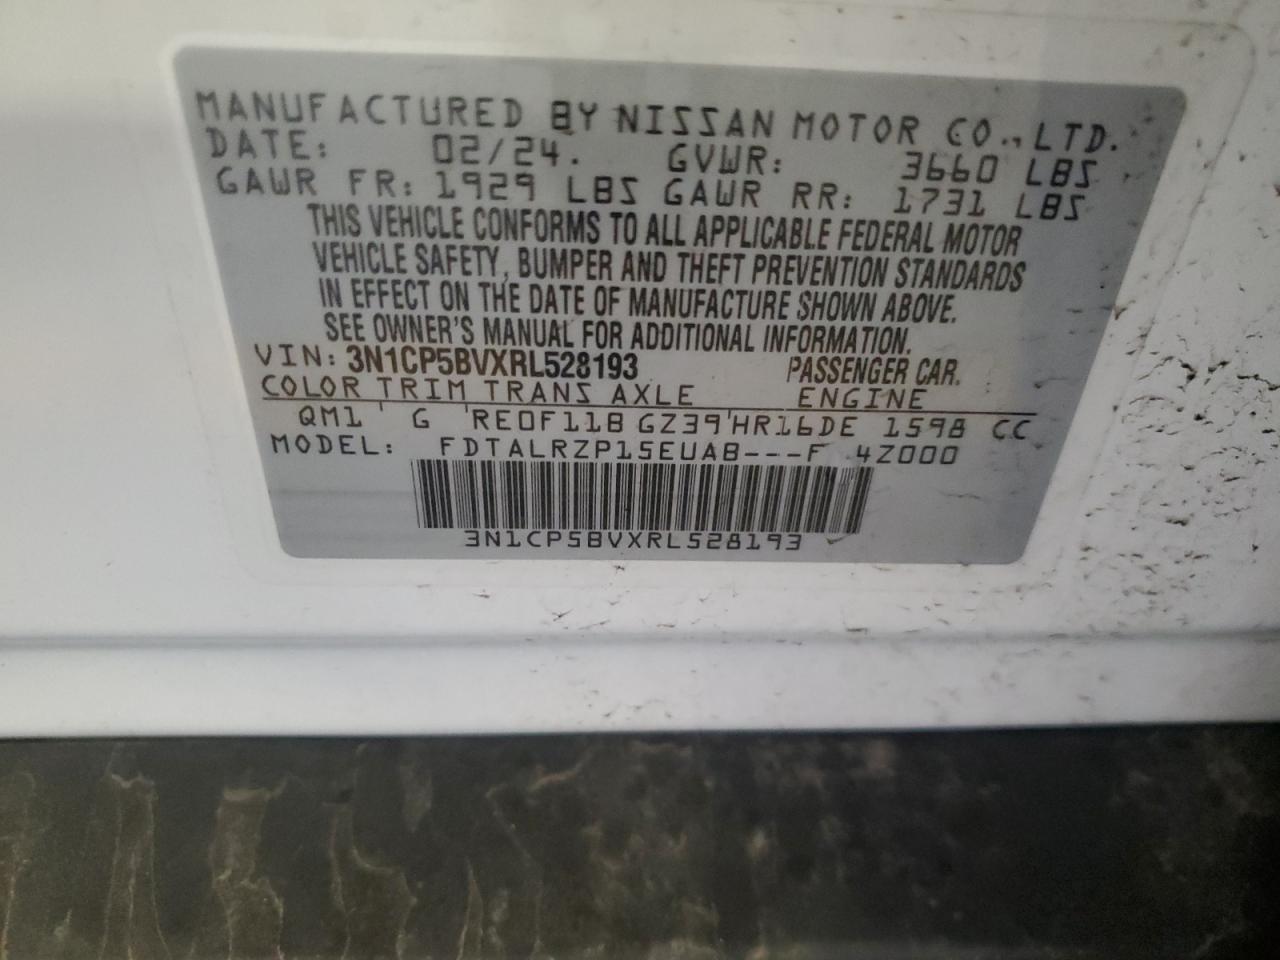 MANUFACTURED BY NISSAN MOTOR CO., LTD.
DATE: 02/24. GVWR: 3660 LBS
GAWR FR: 1929 LBS GAWR RR: 1731 LBS
THIS VEHICLE CONFORMS TO ALL APPLICABLE FEDERAL MOTOR
VEHICLE SAFETY, BUMPER AND THEFT PREVENTION STANDARDS
IN EFFECT ON THE DATE OF MANUFACTURE SHOWN ABOVE.
SEE OWNER'S MANUAL FOR ADDITIONAL INFORMATION.
VIN: 3N1CP5BVXRL528193 PASSENGER CAR.
COLOR TRIM TRANS AXLE ENGINE
QM1 G RE0F11B GZ39 HR16DE 1598 CC
MODEL: FDTALRZP15EUAB---F 4Z000
3N1CP5BVXRL528193